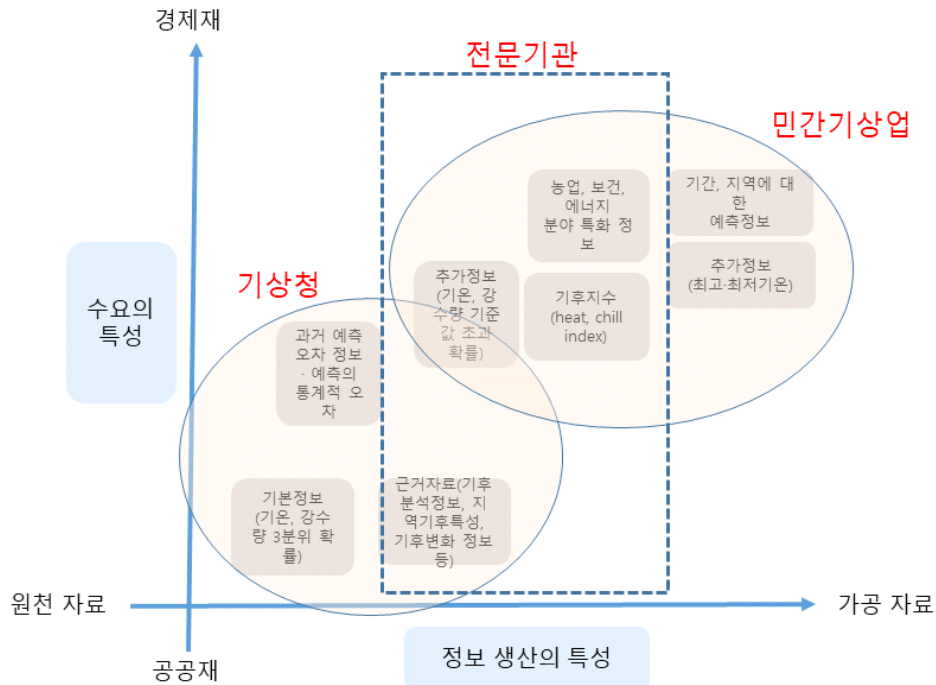 경제재
전문기관
민간기상업
농업, 보건,
에너지
분야 특화 정
보
기간, 지역에 대
한
예측정보
추가정보
(최고·최저기온)
수요의
특성
기상청
추가정보
(기온, 강
수량 기준
값 초과
확률)
기후지수
(heat, chill
index)
과거 예측
오차 정보
· 예측의
통계적 오
차
기본정보
(기온, 강수
량 3분위 확
률)
근거자료(기후
분석정보, 지
역기후특성,
기후변화 정보
등)
원천 자료
가공 자료
정보 생산의 특성
공공재